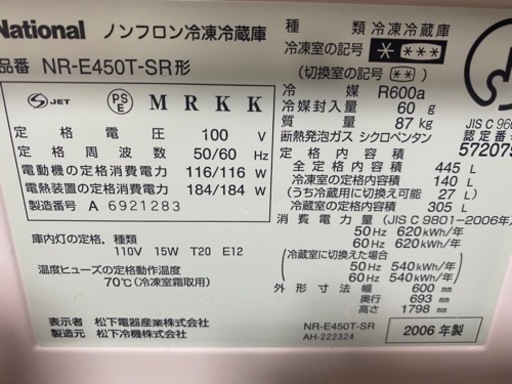 National ノンフロン冷凍冷蔵庫
品番 NR-E450T-SR形
S JET PS E MRKK
定格電圧 100 V
定格周波数 50/60 Hz
電動機の定格消費電力 116/116 W
電熱装置の定格消費電力 184/184 W
製造番号 A 6921283
庫内灯の定格，種類
110V 15W T20 E12
温度ヒューズの定格動作温度
70℃(冷凍室霜取用)
表示者 松下電器産業株式会社
製造元 松下冷機株式会社
種類 冷凍冷蔵庫
冷凍室の記号 * ***
(切換室の記号 **)
冷媒 R600a
冷媒封入量 60 g
質量 87 kg
断熱発泡ガス シクロペンタン
定格内容積
全定格内容積 445 L
冷凍室の定格内容積 140 L
(うち冷蔵用に切換え可能 27 L)
冷蔵室の定格内容積 305 L
消費電力量 (JIS C 9801-2006年)
50Hz 620kWh/年
60Hz 620kWh/年
(冷蔵室に切換えた場合)
50Hz 540kWh/年
60Hz 540kWh/年
外形寸法 幅 600 mm
奥行 693 mm
高さ 1798 mm
NR-E450T-SR
AH-222324
2006年製
JIS C 960
認定番号
572079